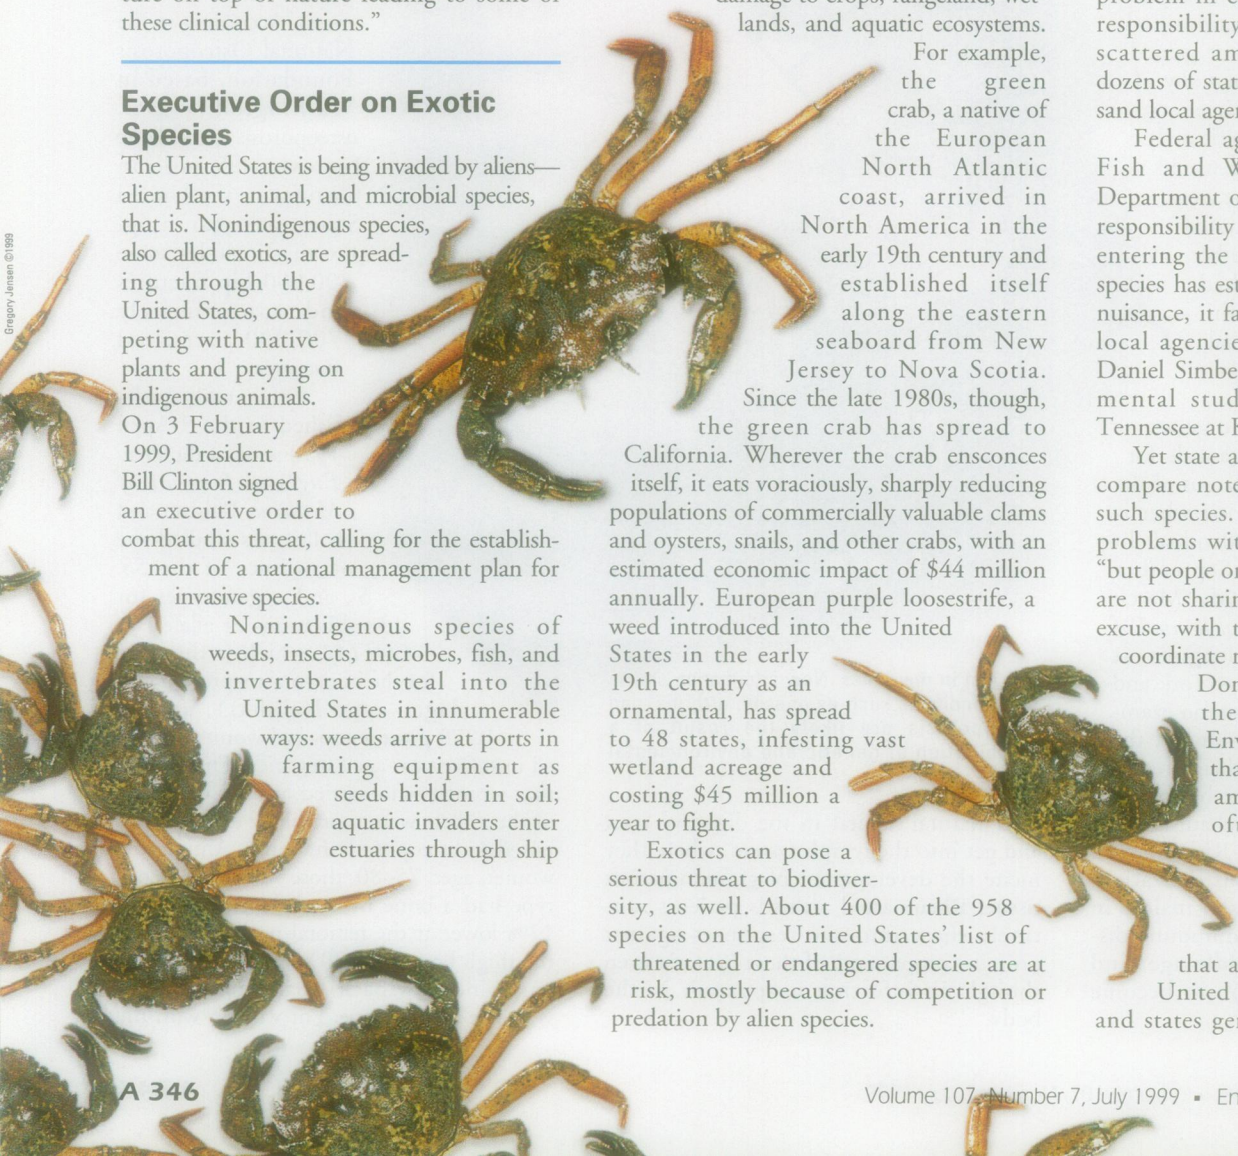 these clinical conditions.”
Executive Order on Exotic
Species
The United States is being invaded by aliens—
alien plant, animal, and microbial species,
that is. Nonindigenous species,
also called exotics, are spread-
ing through the
United States, com-
peting with native
plants and preying on
indigenous animals.
On 3 February
1999, President
Bill Clinton signed
an executive order to
combat this threat, calling for the establish-
ment of a national management plan for
invasive species.
Nonindigenous species of
weeds, insects, microbes, fish, and
invertebrates steal into the
United States in innumerable
ways: weeds arrive at ports in
farming equipment as
seeds hidden in soil;
aquatic invaders enter
estuaries through ship
Gregory Jensen ©1999
damage to crops, rangeland, wet-
lands, and aquatic ecosystems.
For example,
the green
crab, a native of
the European
North Atlantic
coast, arrived in
North America in the
early 19th century and
established itself
along the eastern
seaboard from New
Jersey to Nova Scotia.
Since the late 1980s, though,
the green crab has spread to
California. Wherever the crab ensconces
itself, it eats voraciously, sharply reducing
populations of commercially valuable clams
and oysters, snails, and other crabs, with an
estimated economic impact of $44 million
annually. European purple loosestrife, a
weed introduced into the United
States in the early
19th century as an
ornamental, has spread
to 48 states, infesting vast
wetland acreage and
costing $45 million a
year to fight.
Exotics can pose a
serious threat to biodiver-
sity, as well. About 400 of the 958
species on the United States’ list of
threatened or endangered species are at
risk, mostly because of competition or
predation by alien species.
responsibility
scattered
dozens of
sand local
Federal
Fish and
Department
responsibility
entering the
species has
nuisance, it
local agencie
Daniel
mental
Tennessee at
Yet state
compare
such species.
problems
“but people
are not
excuse, with
coordinate
the
United
and states
A 346
Volume 107, Number 7, July 1999 ▪